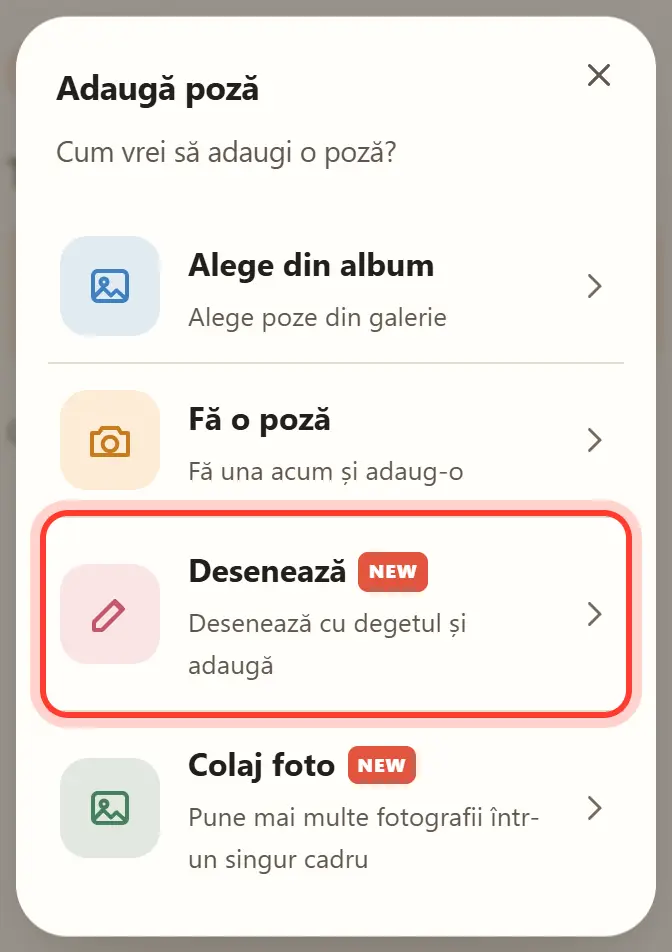 Adaugă poză
Cum vrei să adaugi o poză?
Alege din album
Alege poze din galerie
Fă o poză
Fă una acum și adaug-o
Desenează NEW
Desenează cu degetul și
adaugă
Colaj foto NEW
Pune mai multe fotografii într-
un singur cadru